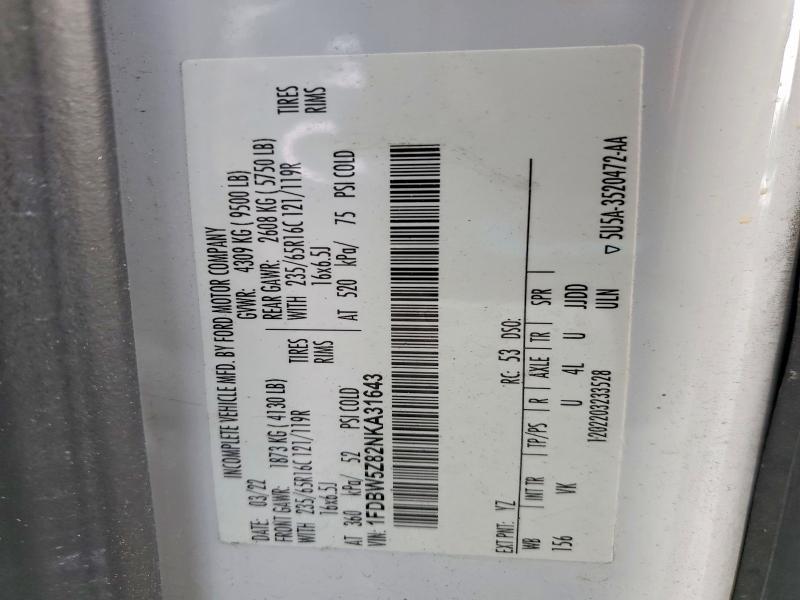 INCOMPLETE VEHICLE MFD. BY FORD MOTOR COMPANY
DATE: 03/22 GVWR: 4309 KG ( 9500 LB)
FRONT GAWR: 1873 KG ( 4130 LB) REAR GAWR: 2608 KG ( 5750 LB)
WITH 235/65R16C 121/119R TIRES WITH 235/65R16C 121/119R TIRES
16x6.5J RIMS 16x6.5J RIMS
AT 360 kPa/ 52 PSI COLD AT 520 kPa/ 75 PSI COLD
VIN: 1FDBW5Z82NKA31643
EXT PNT: YZ RC: 53 DSO:
WB INT TR TP/PS R AXLE TR SPR
156 VK U 4L U JJDD
1202203233528 ULN
▽ 5U5A-3520472-AA